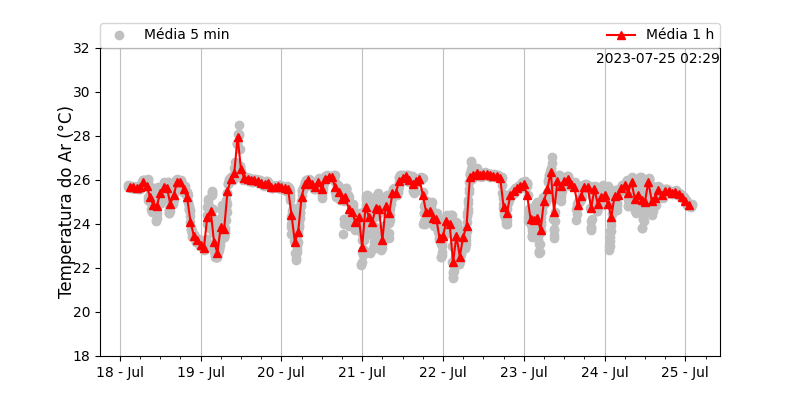 Média 5 min
Média 1 h
2023-07-25 02:29
Temperatura do Ar (°C)
32
30
28
26
24
22
20
18
18 - Jul
19 - Jul
20 - Jul
21 - Jul
22 - Jul
23 - Jul
24 - Jul
25 - Jul